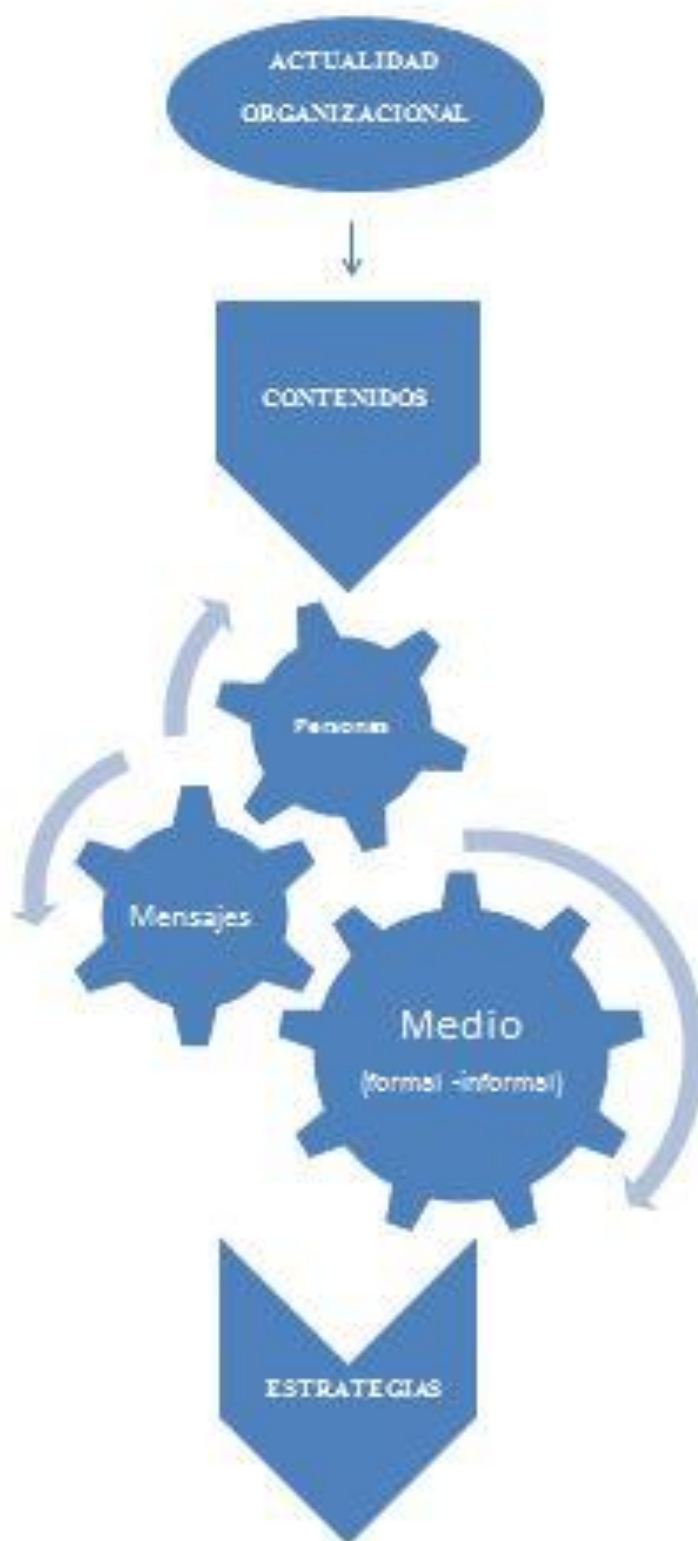 ACTUALIDAD
ORGANIZACIONAL
CONTENIDOS
Personas
Mensajes
Medio
(formal -informal)
ESTRATEGIAS